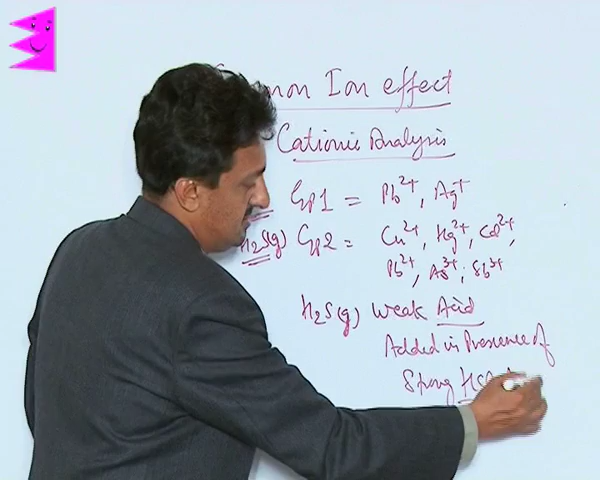 Common Ion effect
Cationic Analysis
Gp1 = Pb²⁺, Ag⁺
H₂S(g) Gp2 = Cu²⁺, Hg²⁺, Cd²⁺,
Pb²⁺, As³⁺, Sb³⁺
H₂S(g) Weak Acid
Added in Presence of
Strong